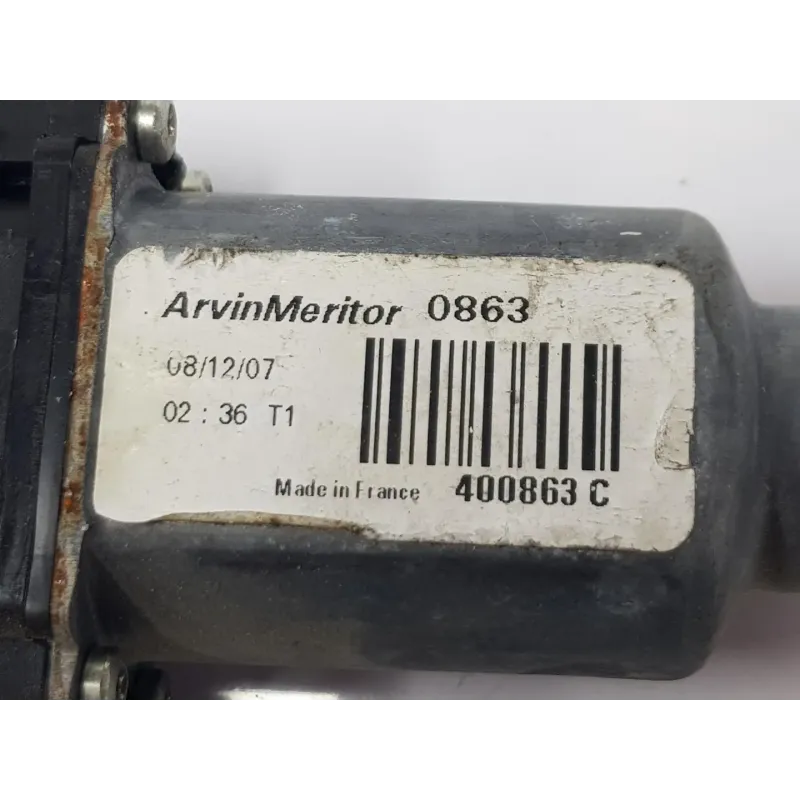 ArvinMeritor 0863
08/12/07
02 : 36 T1
Made in France 400863 C